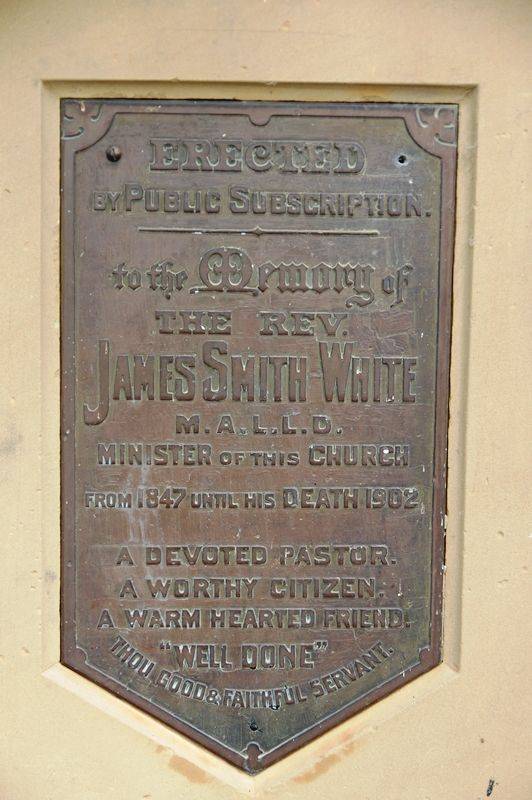 ERECTED
BY PUBLIC SUBSCRIPTION.
to the Memory of
THE REV.
JAMES SMITH WHITE
M.A.L.L.D.
MINISTER OF THIS CHURCH
FROM 1847 UNTIL HIS DEATH 1902
A DEVOTED PASTOR.
A WORTHY CITIZEN.
A WARM HEARTED FRIEND.
"WELL DONE"
THOU GOOD & FAITHFUL SERVANT.